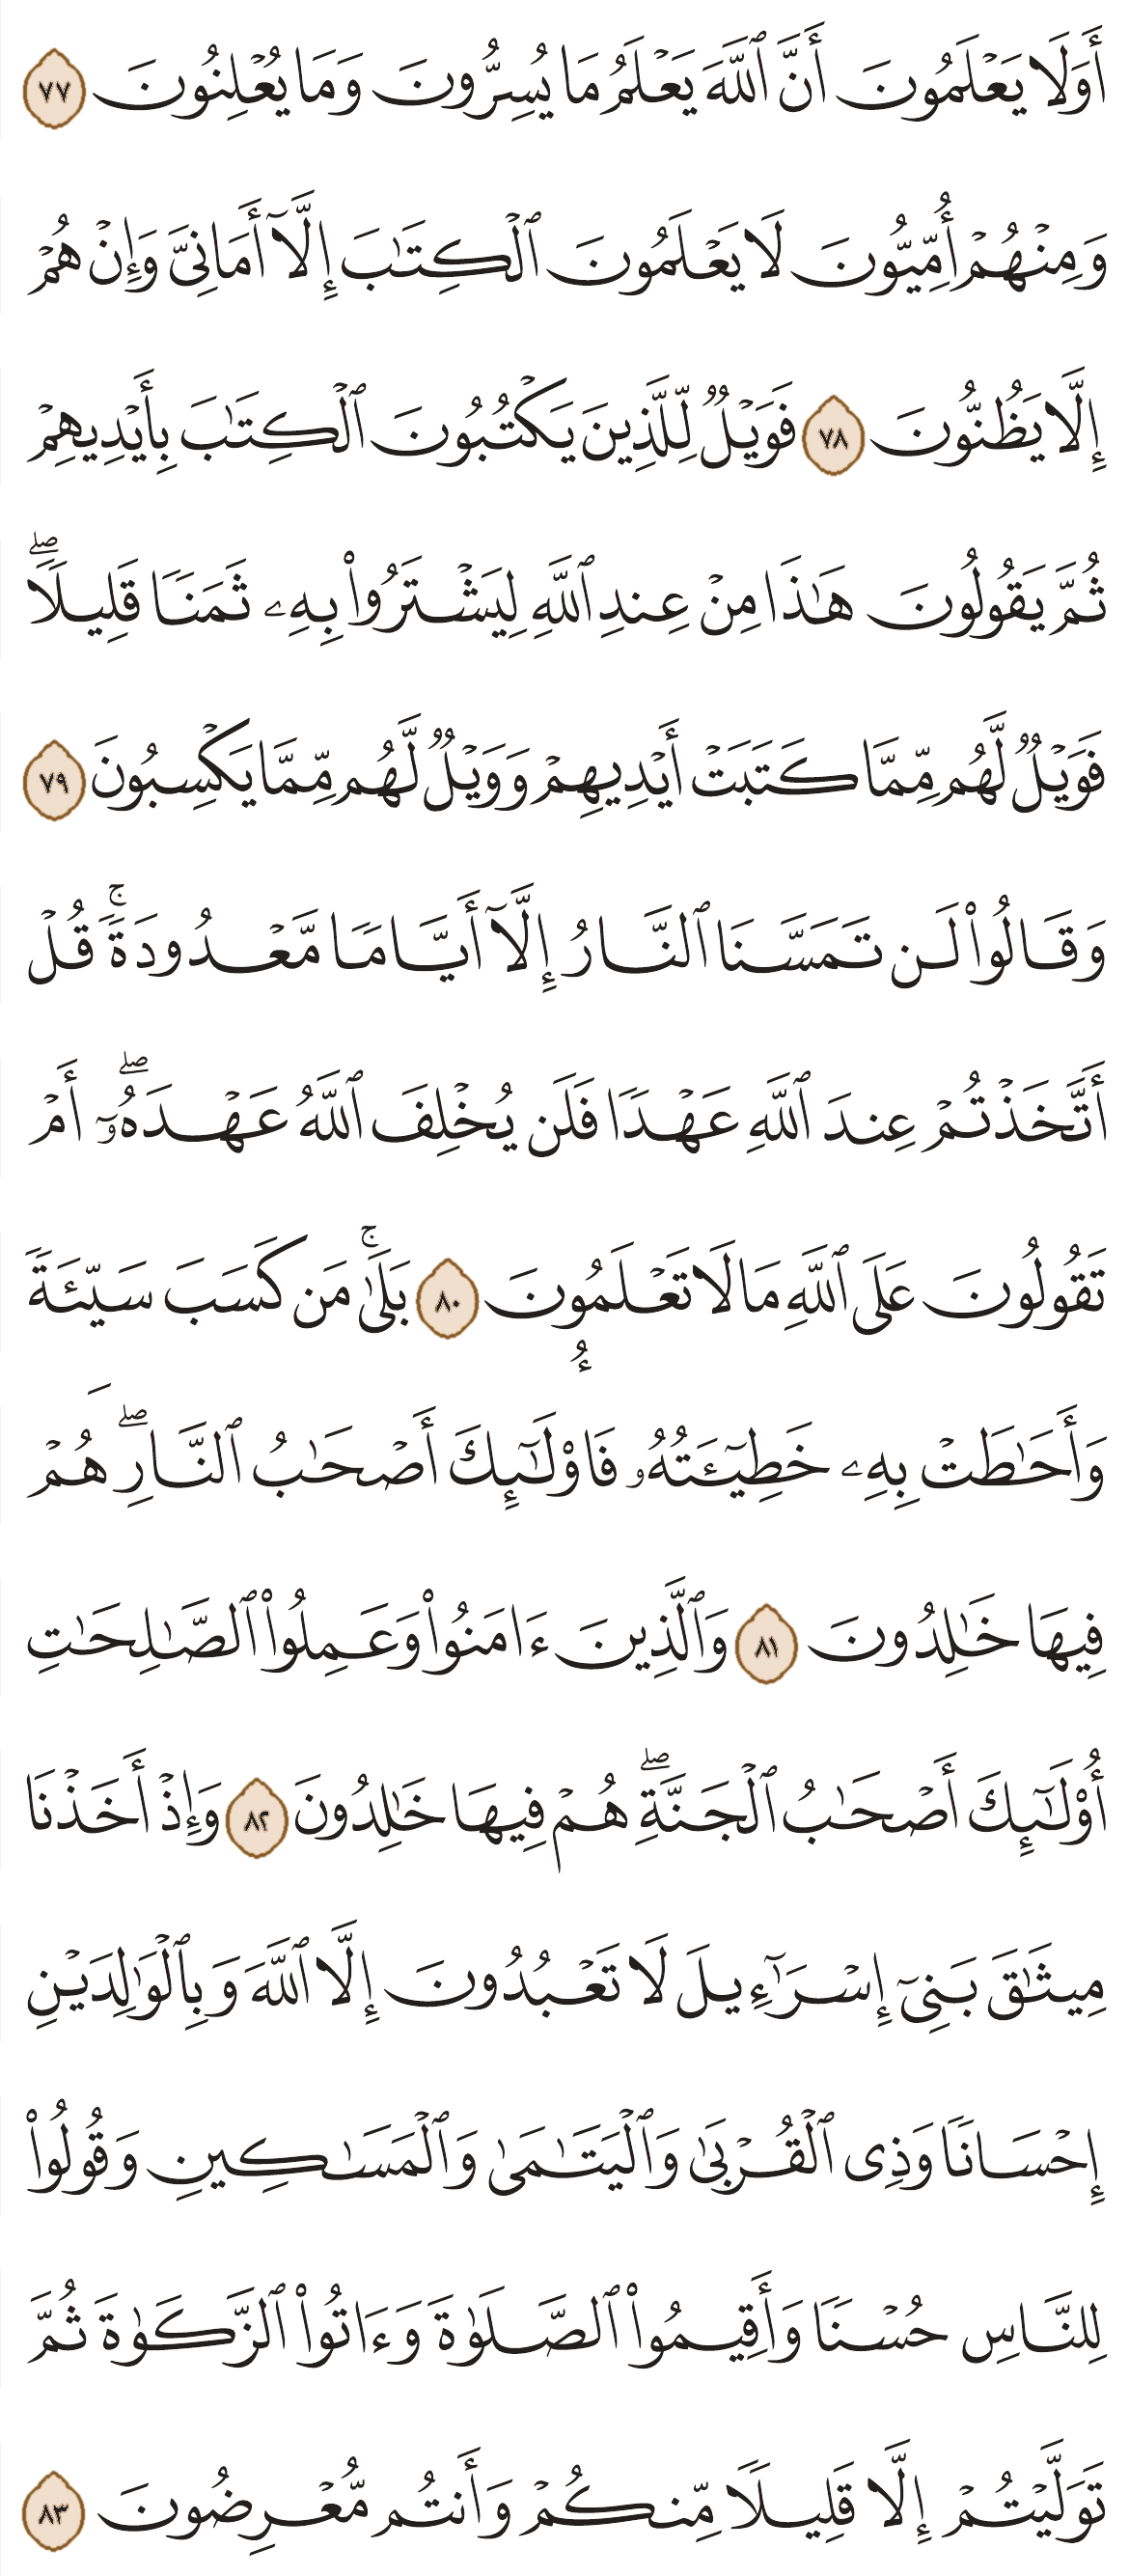 أَوَلَا يَعۡلَمُونَ أَنَّ ٱللَّهَ يَعۡلَمُ مَا يُسِرُّونَ وَمَا يُعۡلِنُونَ ٧٧
وَمِنۡهُمۡ أُمِّيُّونَ لَا يَعۡلَمُونَ ٱلۡكِتَٰبَ إِلَّآ أَمَانِيَّ وَإِنۡ هُمۡ
إِلَّا يَظُنُّونَ ٧٨ فَوَيۡلٞ لِّلَّذِينَ يَكۡتُبُونَ ٱلۡكِتَٰبَ بِأَيۡدِيهِمۡ
ثُمَّ يَقُولُونَ هَٰذَا مِنۡ عِندِ ٱللَّهِ لِيَشۡتَرُواْ بِهِۦ ثَمَنٗا قَلِيلٗاۖ
فَوَيۡلٞ لَّهُم مِّمَّا كَتَبَتۡ أَيۡدِيهِمۡ وَوَيۡلٞ لَّهُم مِّمَّا يَكۡسِبُونَ ٧٩
وَقَالُواْ لَن تَمَسَّنَا ٱلنَّارُ إِلَّآ أَيَّامٗا مَّعۡدُودَةٗۚ قُلۡ
أَتَّخَذۡتُمۡ عِندَ ٱللَّهِ عَهۡدٗا فَلَن يُخۡلِفَ ٱللَّهُ عَهۡدَهُۥٓۖ أَمۡ
تَقُولُونَ عَلَى ٱللَّهِ مَا لَا تَعۡلَمُونَ ٨٠ بَلَىٰۚ مَن كَسَبَ سَيِّئَةٗ
وَأَحَٰطَتۡ بِهِۦ خَطِيٓـَٔتُهُۥ فَأُوْلَٰٓئِكَ أَصۡحَٰبُ ٱلنَّارِۖ هُمۡ
فِيهَا خَٰلِدُونَ ٨١ وَٱلَّذِينَ ءَامَنُواْ وَعَمِلُواْ ٱلصَّٰلِحَٰتِ
أُوْلَٰٓئِكَ أَصۡحَٰبُ ٱلۡجَنَّةِۖ هُمۡ فِيهَا خَٰلِدُونَ ٨٢ وَإِذۡ أَخَذۡنَا
مِيثَٰقَ بَنِيٓ إِسۡرَٰٓءِيلَ لَا تَعۡبُدُونَ إِلَّا ٱللَّهَ وَبِٱلۡوَٰلِدَيۡنِ
إِحۡسَانٗا وَذِي ٱلۡقُرۡبَىٰ وَٱلۡيَتَٰمَىٰ وَٱلۡمَسَٰكِينِ وَقُولُواْ
لِلنَّاسِ حُسۡنٗا وَأَقِيمُواْ ٱلصَّلَوٰةَ وَءَاتُواْ ٱلزَّكَوٰةَ ثُمَّ
تَوَلَّيۡتُمۡ إِلَّا قَلِيلٗا مِّنكُمۡ وَأَنتُم مُّعۡرِضُونَ ٨٣